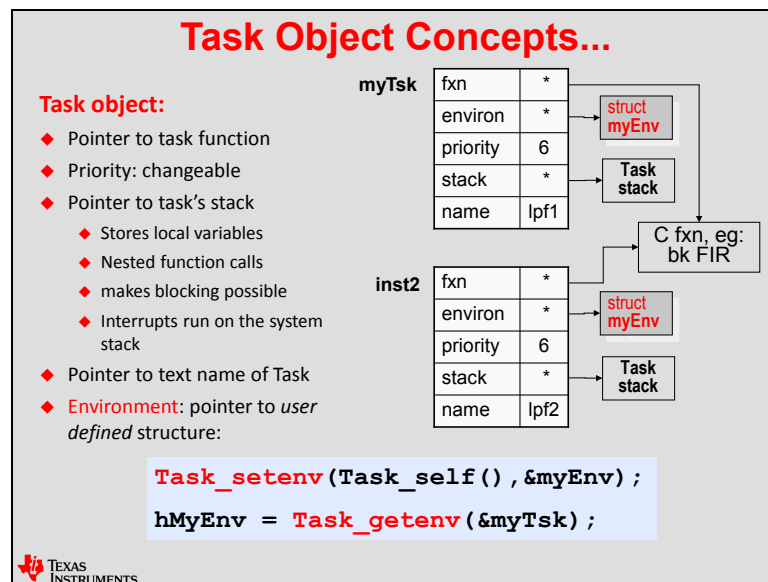 Task Object Concepts...
Task object:
Pointer to task function
Priority: changeable
Pointer to task's stack
Stores local variables
Nested function calls
makes blocking possible
Interrupts run on the system
stack
Pointer to text name of Task
Environment: pointer to user
defined structure:
myTsk
fxn *
environ *
priority 6
stack *
name lpf1
struct
myEnv
Task
stack
C fxn, eg:
bk FIR
inst2
fxn *
environ *
priority 6
stack *
name lpf2
struct
myEnv
Task
stack
Task_setenv(Task_self(),&myEnv);
hMyEnv = Task_getenv(&myTsk);
TEXAS
INSTRUMENTS